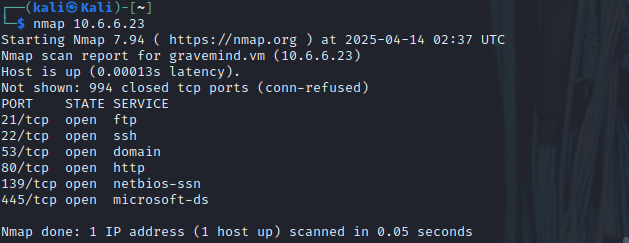 ┌──(kali㉿Kali)-[~]
└─$ nmap 10.6.6.23
Starting Nmap 7.94 ( https://nmap.org ) at 2025-04-14 02:37 UTC
Nmap scan report for gravemind.vm (10.6.6.23)
Host is up (0.00013s latency).
Not shown: 994 closed tcp ports (conn-refused)
PORT    STATE SERVICE
21/tcp  open  ftp
22/tcp  open  ssh
53/tcp  open  domain
80/tcp  open  http
139/tcp open  netbios-ssn
445/tcp open  microsoft-ds
Nmap done: 1 IP address (1 host up) scanned in 0.05 seconds